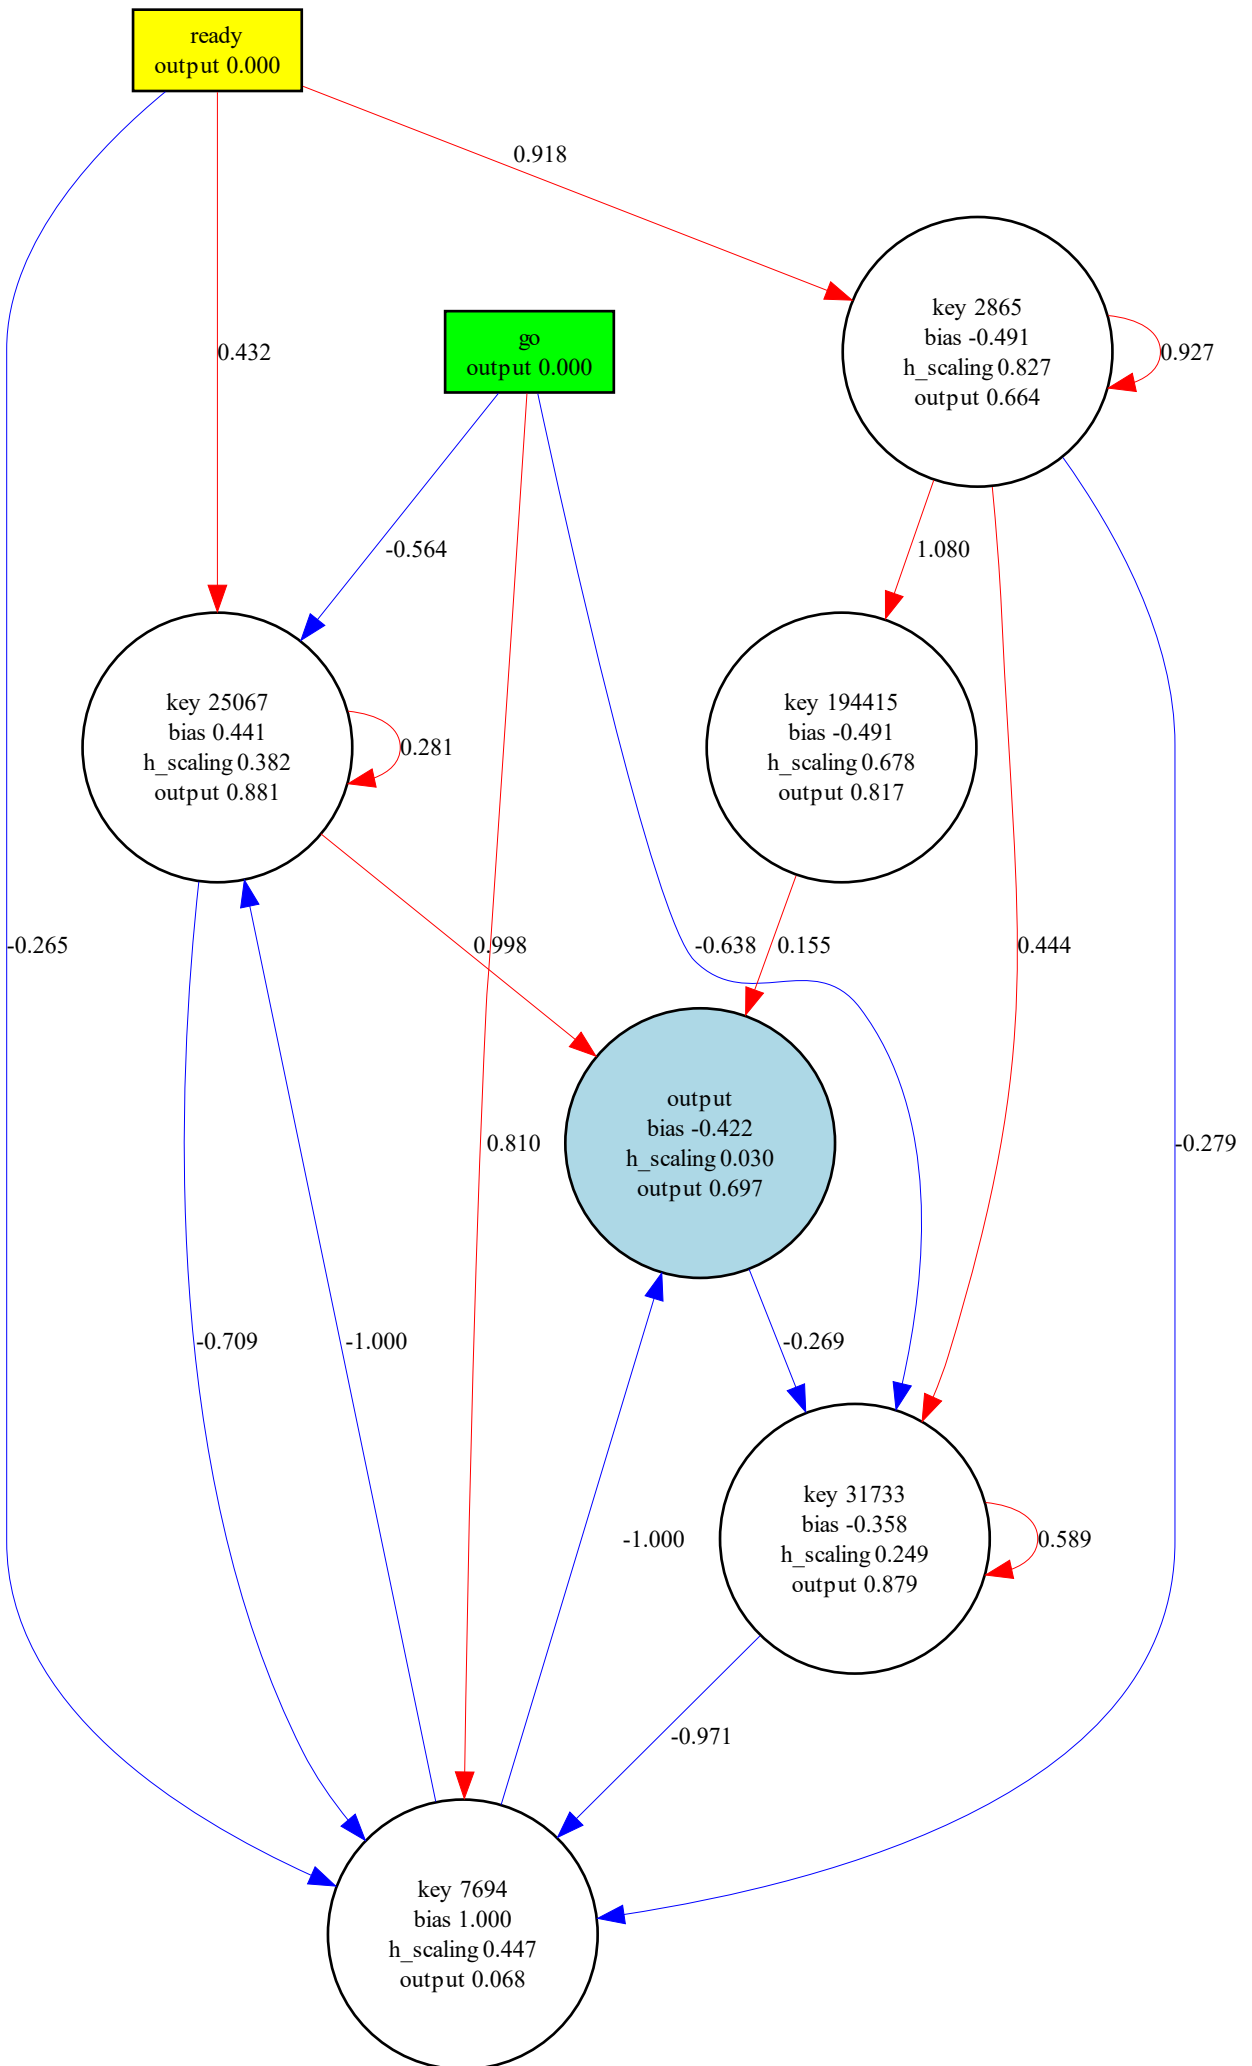 ready
output 0.000
0.918
go
output 0.000
key 2865
bias -0.491
h_scaling 0.827
output 0.664
0.432
0.927
-0.564
1.080
key 25067
bias 0.441
h_scaling 0.382
output 0.881
0.281
key 194415
bias -0.491
h_scaling 0.678
output 0.817
-0.265
0.998
-0.638
0.155
0.444
output
bias -0.422
h_scaling 0.030
output 0.697
0.810
-0.279
-0.709
-1.000
-0.269
-1.000
key 31733
bias -0.358
h_scaling 0.249
output 0.879
0.589
-0.971
key 7694
bias 1.000
h_scaling 0.447
output 0.068